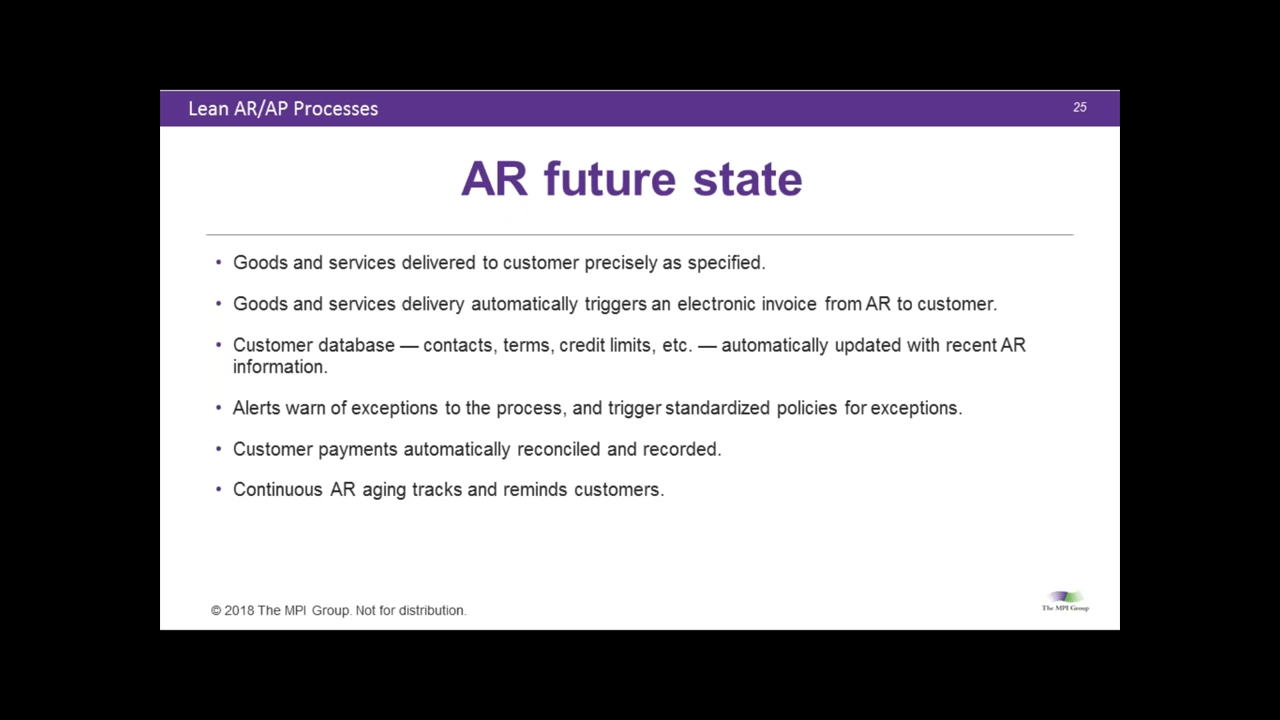 Lean AR/AP Processes
25
AR future state
• Goods and services delivered to customer precisely as specified.
• Goods and services delivery automatically triggers an electronic invoice from AR to customer.
• Customer database — contacts, terms, credit limits, etc. — automatically updated with recent AR
information.
• Alerts warn of exceptions to the process, and trigger standardized policies for exceptions.
• Customer payments automatically reconciled and recorded.
• Continuous AR aging tracks and reminds customers.
© 2018 The MPI Group. Not for distribution.
The MPI Group